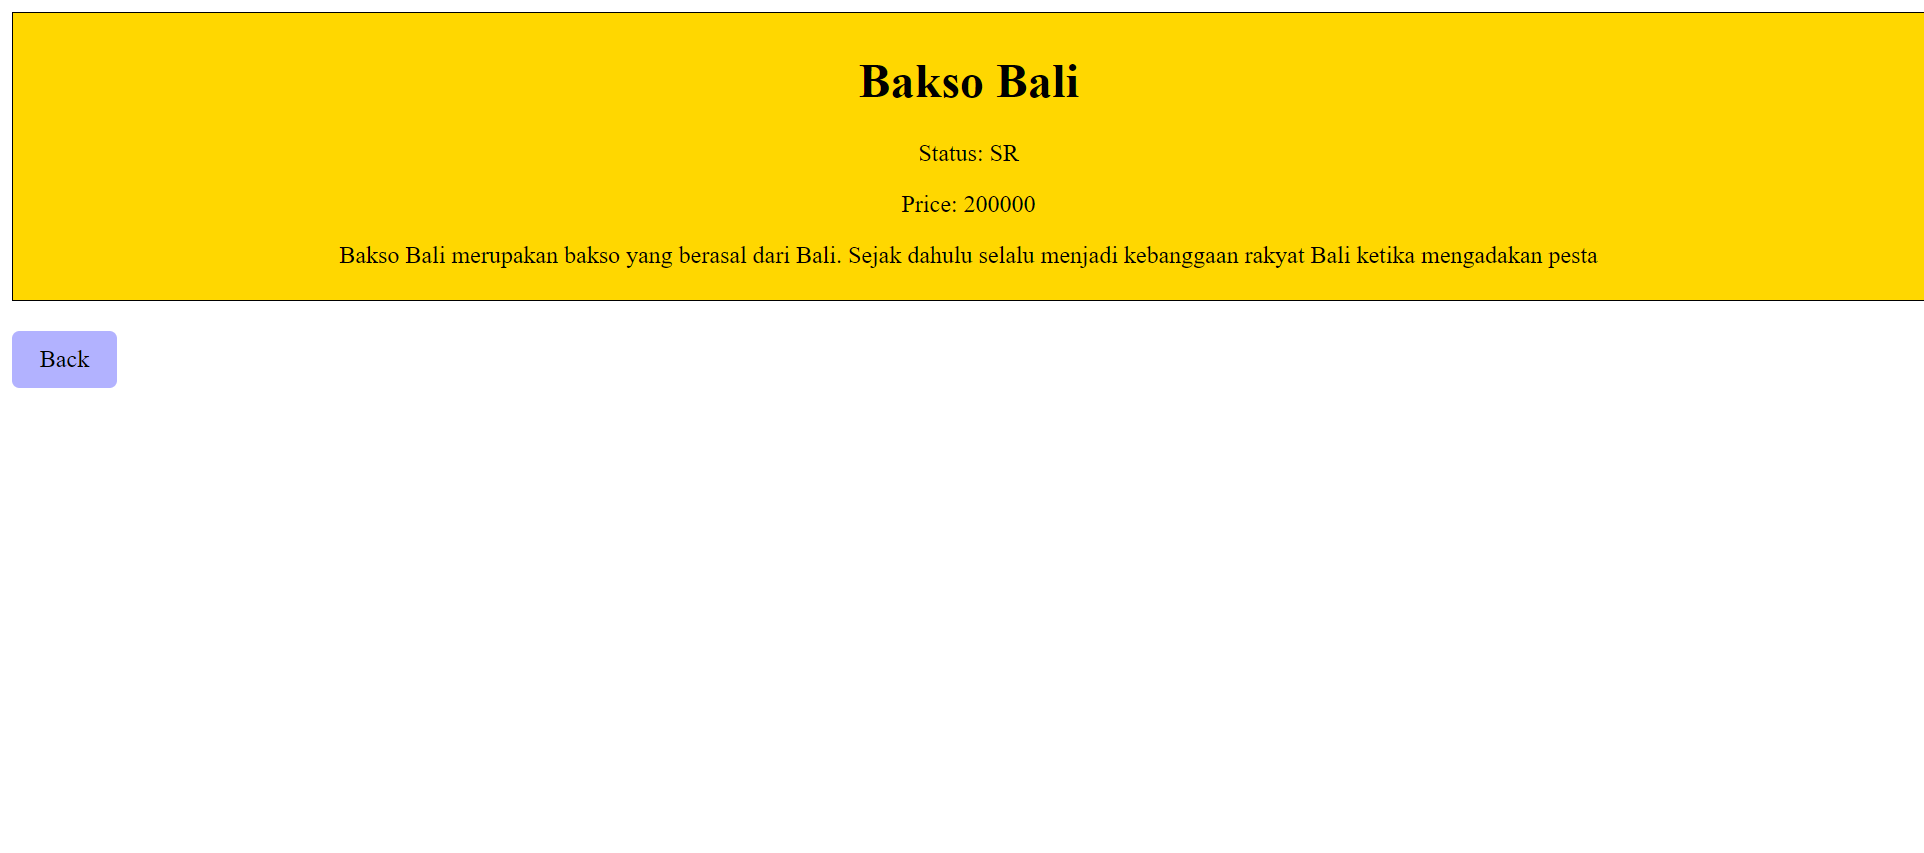 Bakso Bali
Status: SR
Price: 200000
Bakso Bali merupakan bakso yang berasal dari Bali. Sejak dahulu selalu menjadi kebanggaan rakyat Bali ketika mengadakan pesta
Back